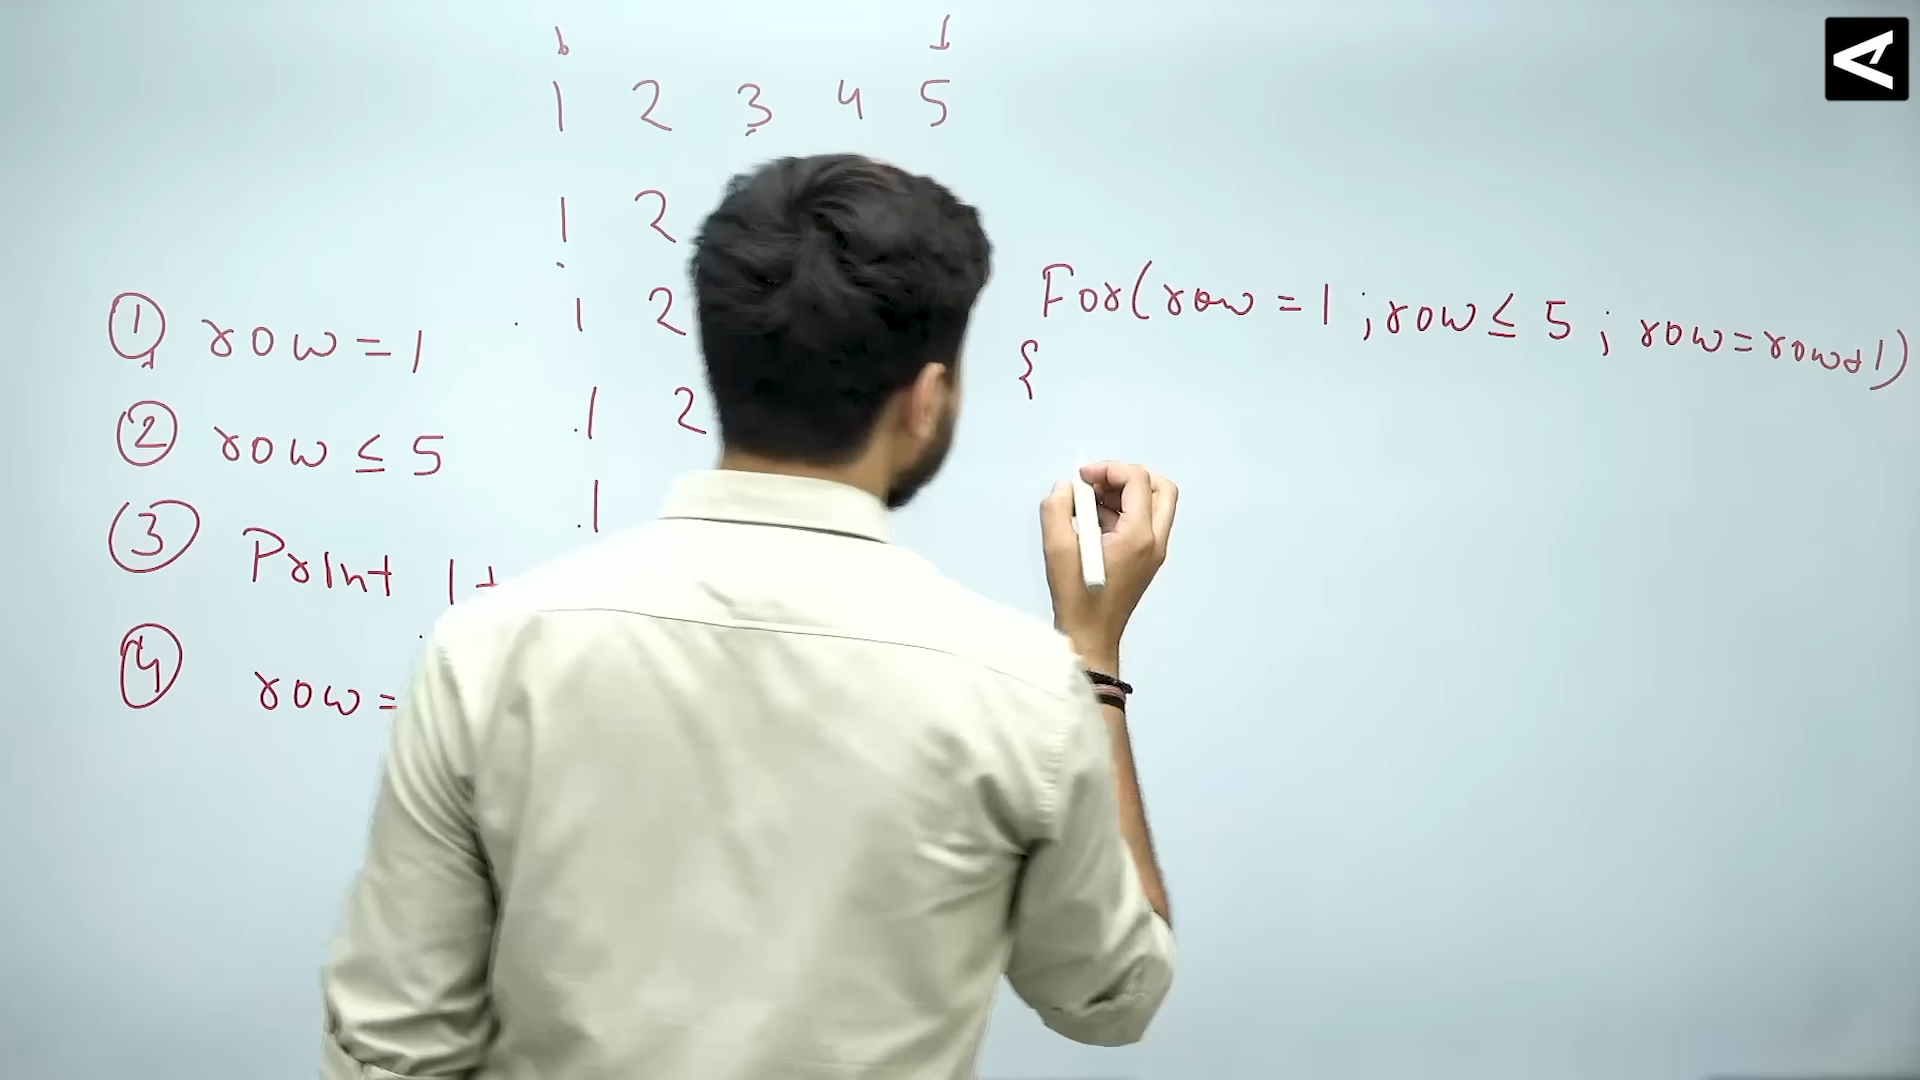 1 2 3 4 5
1 2
1 2
1 2
1
① row = 1
② row ≤ 5
③ Print 1
④ row =
For(row = 1 ; row ≤ 5 ; row = row+1)
{